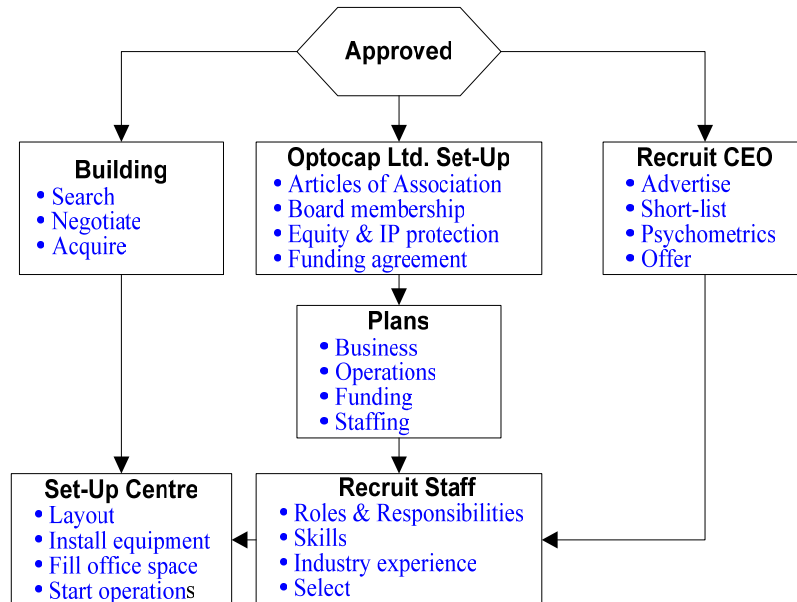 Approved
Building
• Search
• Negotiate
• Acquire
Optocap Ltd. Set-Up
• Articles of Association
• Board membership
• Equity & IP protection
• Funding agreement
Recruit CEO
• Advertise
• Short-list
• Psychometrics
• Offer
Plans
• Business
• Operations
• Funding
• Staffing
Set-Up Centre
• Layout
• Install equipment
• Fill office space
• Start operations
Recruit Staff
• Roles & Responsibilities
• Skills
• Industry experience
• Select